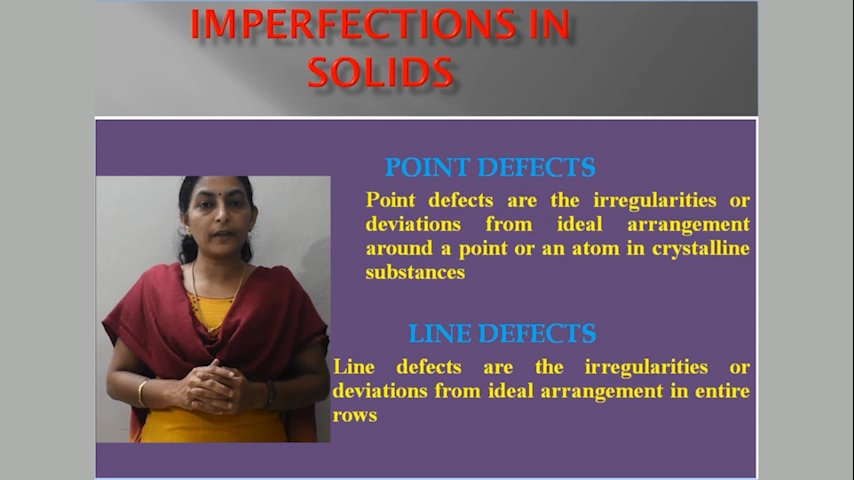 IMPERFECTIONS IN
SOLIDS
POINT DEFECTS
Point defects are the irregularities or
deviations from ideal arrangement
around a point or an atom in crystalline
substances
LINE DEFECTS
Line defects are the irregularities or
deviations from ideal arrangement in entire
rows